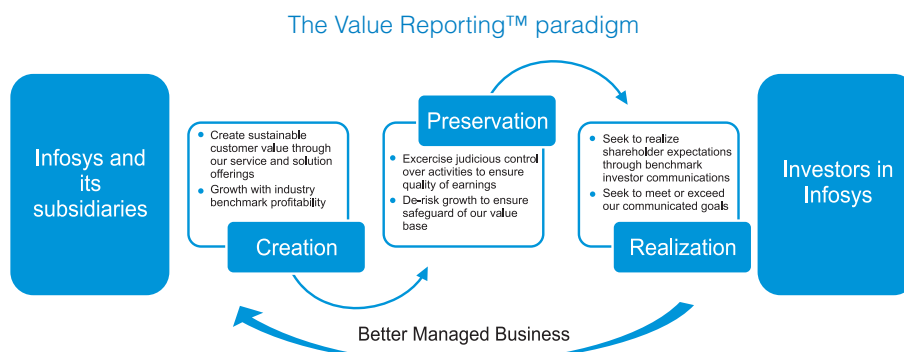 The Value Reporting™ paradigm
Infosys and
its
subsidiaries
Create sustainable
customer value through
our service and solution
offerings
Growth with industry
benchmark profitability
Creation
Preservation
Excercise judicious control
over activities to ensure
quality of earnings
De-risk growth to ensure
safeguard of our value
base
Seek to realize
shareholder expectations
through benchmark
investor communications
Seek to meet or exceed
our communicated goals
Realization
Investors in
Infosys
Better Managed Business